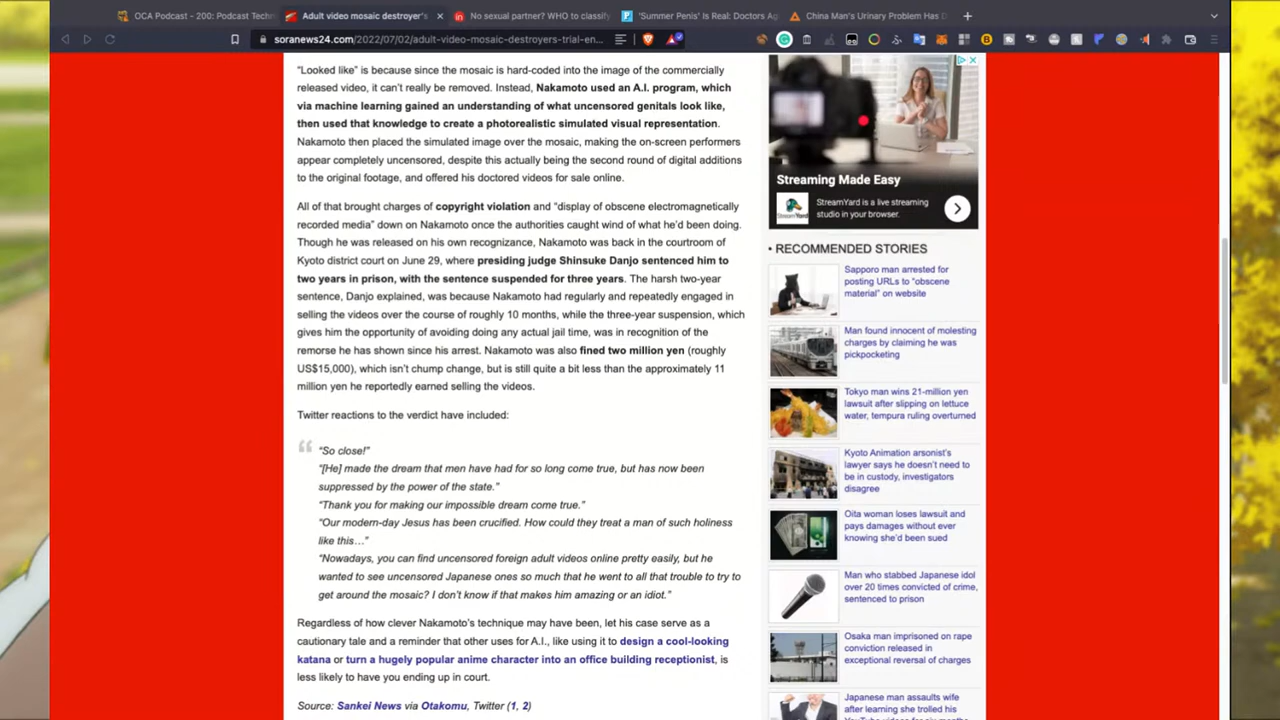 OCA Podcast - 200: Podcast Techn
Adult video mosaic destroyer's
No sexual partner? WHO to classify
'Summer Penis' Is Real: Doctors Ag
China Man's Urinary Problem Has D
soranews24.com/2022/07/02/adult-video-mosaic-destroyers-trial-en...
"Looked like" is because since the mosaic is hard-coded into the image of the commercially
released video, it can't really be removed. Instead, Nakamoto used an A.I. program, which
via machine learning gained an understanding of what uncensored genitals look like,
then used that knowledge to create a photorealistic simulated visual representation.
Nakamoto then placed the simulated image over the mosaic, making the on-screen performers
appear completely uncensored, despite this actually being the second round of digital additions
to the original footage, and offered his doctored videos for sale online.
All of that brought charges of copyright violation and "display of obscene electromagnetically
recorded media" down on Nakamoto once the authorities caught wind of what he'd been doing.
Though he was released on his own recognizance, Nakamoto was back in the courtroom of
Kyoto district court on June 29, where presiding judge Shinsuke Danjo sentenced him to
two years in prison, with the sentence suspended for three years. The harsh two-year
sentence, Danjo explained, was because Nakamoto had regularly and repeatedly engaged in
selling the videos over the course of roughly 10 months, while the three-year suspension, which
gives him the opportunity of avoiding doing any actual jail time, was in recognition of the
remorse he has shown since his arrest. Nakamoto was also fined two million yen (roughly
US$15,000), which isn't chump change, but is still quite a bit less than the approximately 11
million yen he reportedly earned selling the videos.
Twitter reactions to the verdict have included:
"So close!"
"[He] made the dream that men have had for so long come true, but has now been
suppressed by the power of the state."
"Thank you for making our impossible dream come true."
"Our modern-day Jesus has been crucified. How could they treat a man of such holiness
like this…"
"Nowadays, you can find uncensored foreign adult videos online pretty easily, but he
wanted to see uncensored Japanese ones so much that he went to all that trouble to try to
get around the mosaic? I don't know if that makes him amazing or an idiot."
Regardless of how clever Nakamoto's technique may have been, let his case serve as a
cautionary tale and a reminder that other uses for A.I., like using it to design a cool-looking
katana or turn a hugely popular anime character into an office building receptionist, is
less likely to have you ending up in court.
Source: Sankei News via Otakomu, Twitter (1, 2)
Streaming Made Easy
StreamYard
StreamYard is a live streaming
studio in your browser.
• RECOMMENDED STORIES
Sapporo man arrested for
posting URLs to "obscene
material" on website
Man found innocent of molesting
charges by claiming he was
pickpocketing
Tokyo man wins 21-million yen
lawsuit after slipping on lettuce
water, tempura ruling overturned
Kyoto Animation arsonist's
lawyer says he doesn't need to
be in custody, investigators
disagree
Oita woman loses lawsuit and
pays damages without ever
knowing she'd been sued
Man who stabbed Japanese idol
over 20 times convicted of crime,
sentenced to prison
Osaka man imprisoned on rape
conviction released in
exceptional reversal of charges
Japanese man assaults wife
after learning she trolled his
YouTube videos for six months